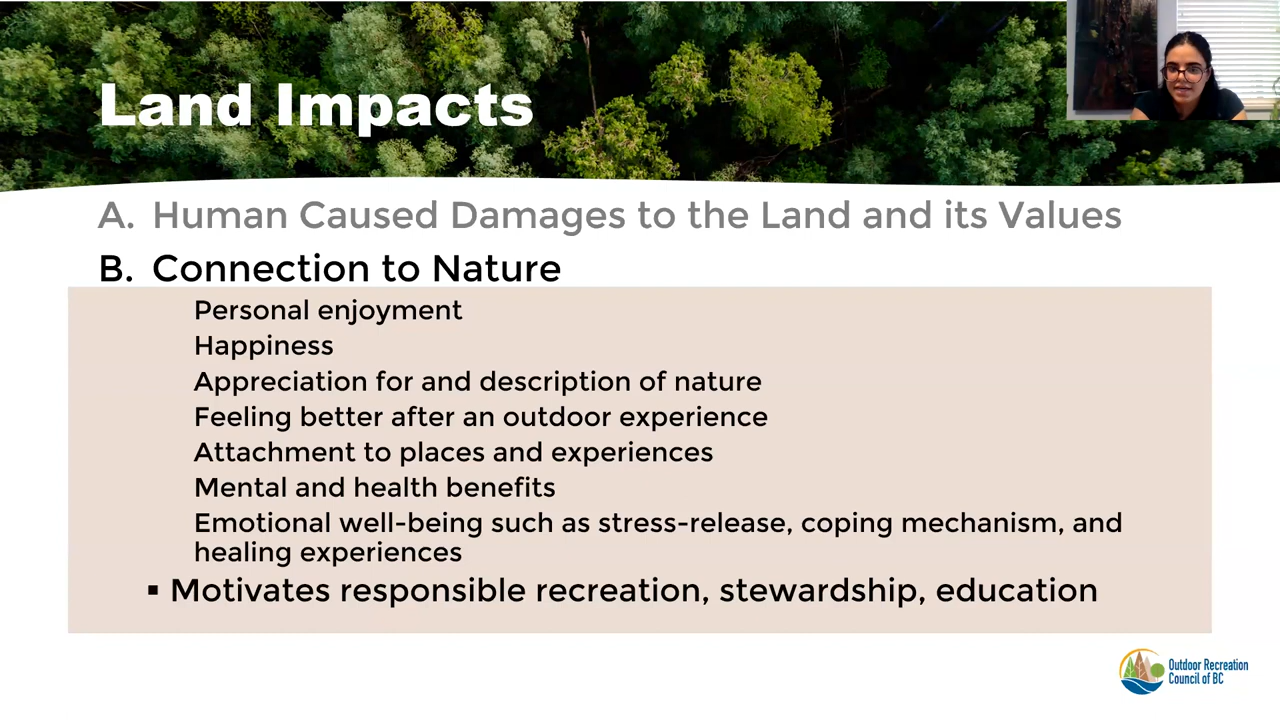 Land Impacts
A. Human Caused Damages to the Land and its Values
B. Connection to Nature
Personal enjoyment
Happiness
Appreciation for and description of nature
Feeling better after an outdoor experience
Attachment to places and experiences
Mental and health benefits
Emotional well-being such as stress-release, coping mechanism, and
healing experiences
▪ Motivates responsible recreation, stewardship, education
Outdoor Recreation
Council of BC